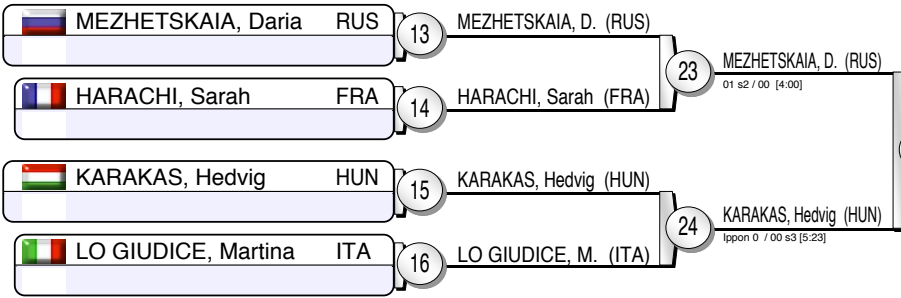 MEZHETSKAIA, Daria RUS
13
MEZHETSKAIA, D. (RUS)
23
MEZHETSKAIA, D. (RUS)
01 s2 / 00 [4:00]
HARACHI, Sarah FRA
14
HARACHI, Sarah (FRA)
KARAKAS, Hedvig HUN
15
KARAKAS, Hedvig (HUN)
24
KARAKAS, Hedvig (HUN)
Ippon 0 / 00 s3 [5:23]
LO GIUDICE, Martina ITA
16
LO GIUDICE, M. (ITA)